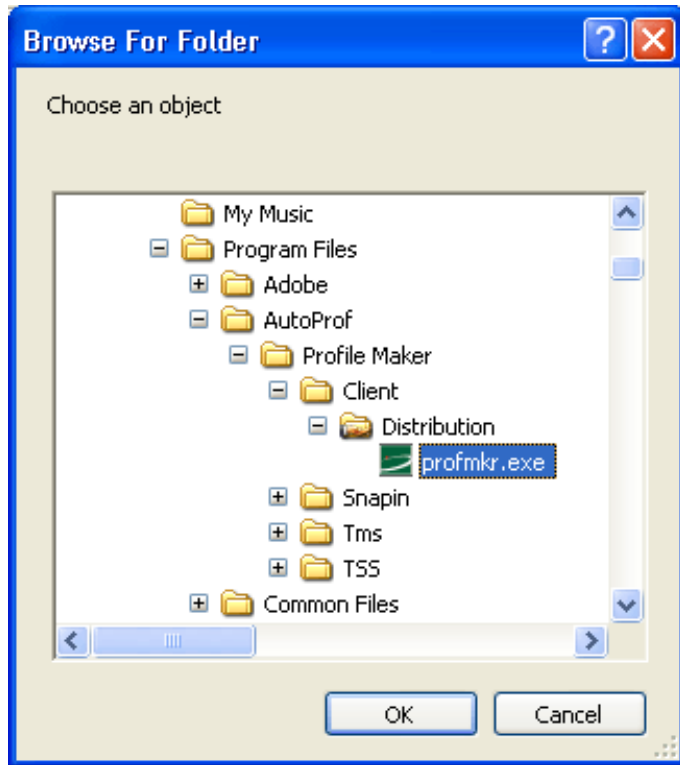 Browse For Folder
Choose an object
My Music
Program Files
Adobe
AutoProf
Profile Maker
Client
Distribution
profmkr.exe
Snapin
Tms
TSS
Common Files
OK Cancel